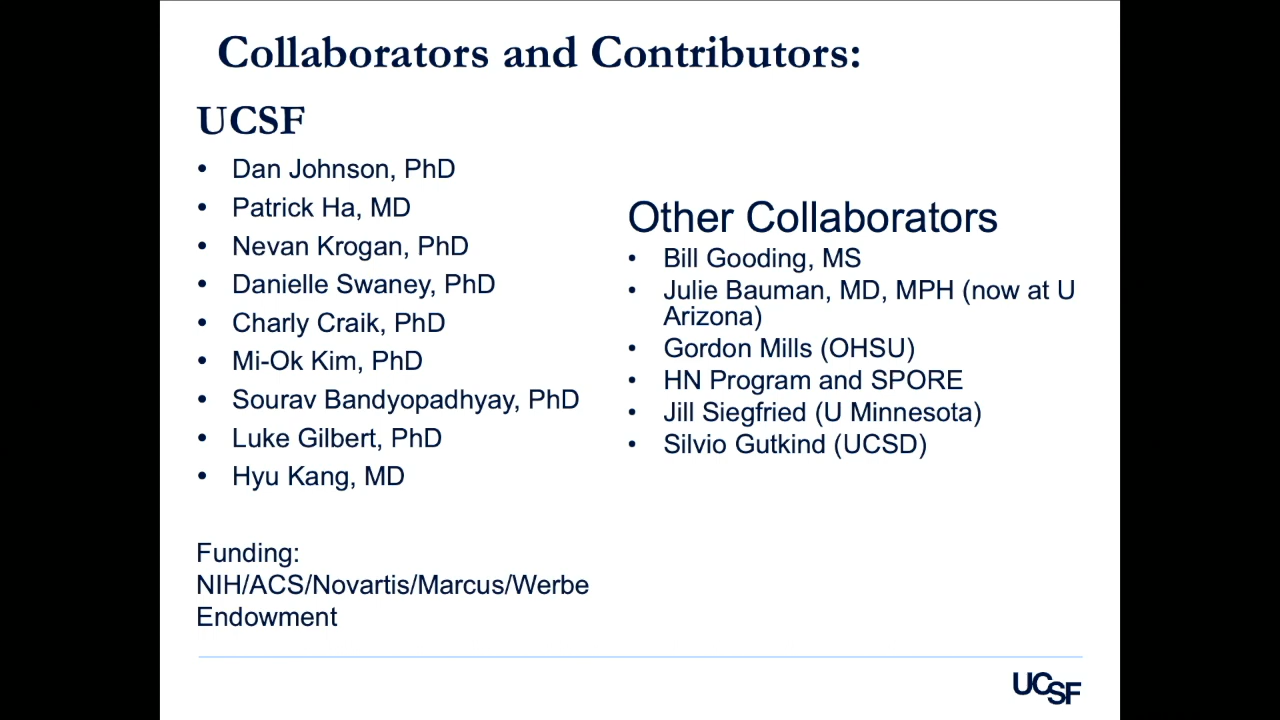 Collaborators and Contributors:
UCSF
• Dan Johnson, PhD
• Patrick Ha, MD
• Nevan Krogan, PhD
• Danielle Swaney, PhD
• Charly Craik, PhD
• Mi-Ok Kim, PhD
• Sourav Bandyopadhyay, PhD
• Luke Gilbert, PhD
• Hyu Kang, MD
Funding:
NIH/ACS/Novartis/Marcus/Werbe
Endowment
Other Collaborators
• Bill Gooding, MS
• Julie Bauman, MD, MPH (now at U
Arizona)
• Gordon Mills (OHSU)
• HN Program and SPORE
• Jill Siegfried (U Minnesota)
• Silvio Gutkind (UCSD)
UCSF